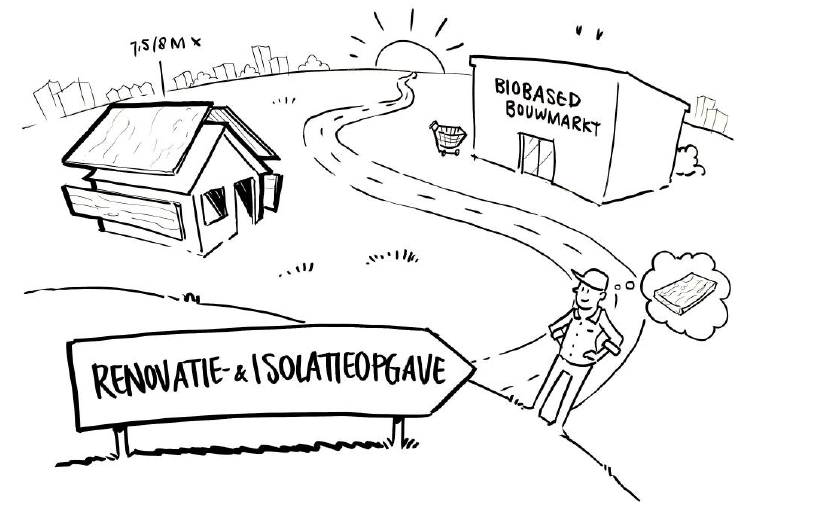 7,5/8 M x
BIOBASED
BOUWMARKT
RENOVATIE- & ISOLATIEOPGAVE